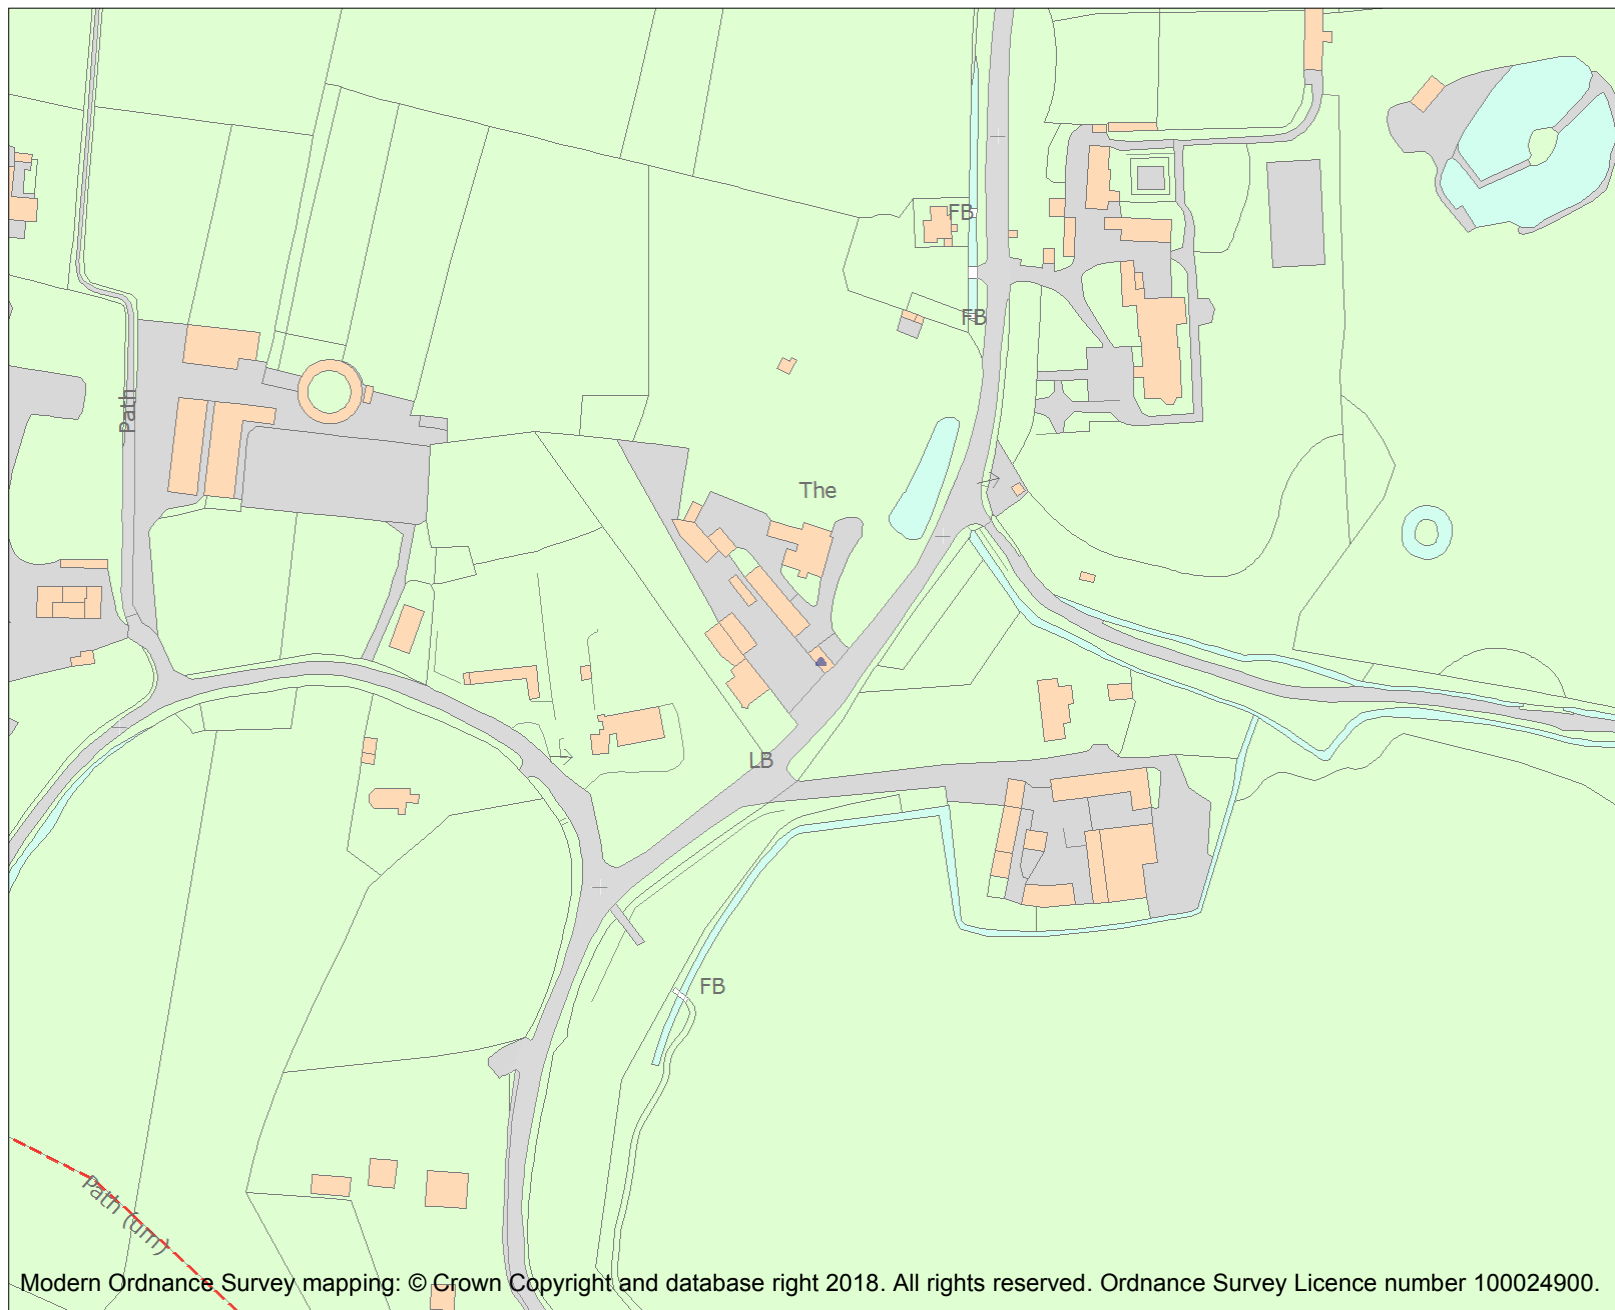 FB
FB
Path
The
LB
FB
Path (um)
Modern Ordnance Survey mapping: © Crown Copyright and database right 2018. All rights reserved. Ordnance Survey Licence number 100024900.